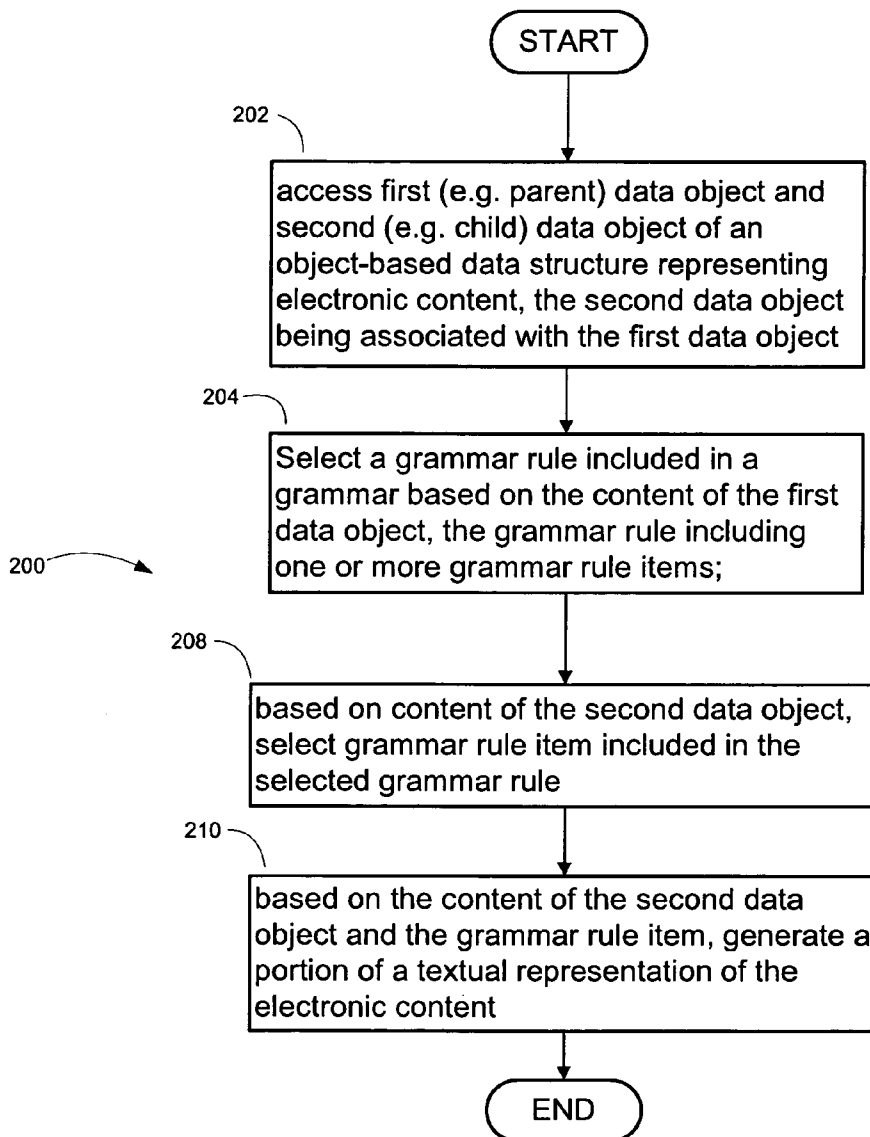 START
202
access first (e.g. parent) data object and
second (e.g. child) data object of an
object-based data structure representing
electronic content, the second data object
being associated with the first data object
204
Select a grammar rule included in a
grammar based on the content of the first
data object, the grammar rule including
one or more grammar rule items;
200
208
based on content of the second data object,
select grammar rule item included in the
selected grammar rule
210
based on the content of the second data
object and the grammar rule item, generate a
portion of a textual representation of the
electronic content
END